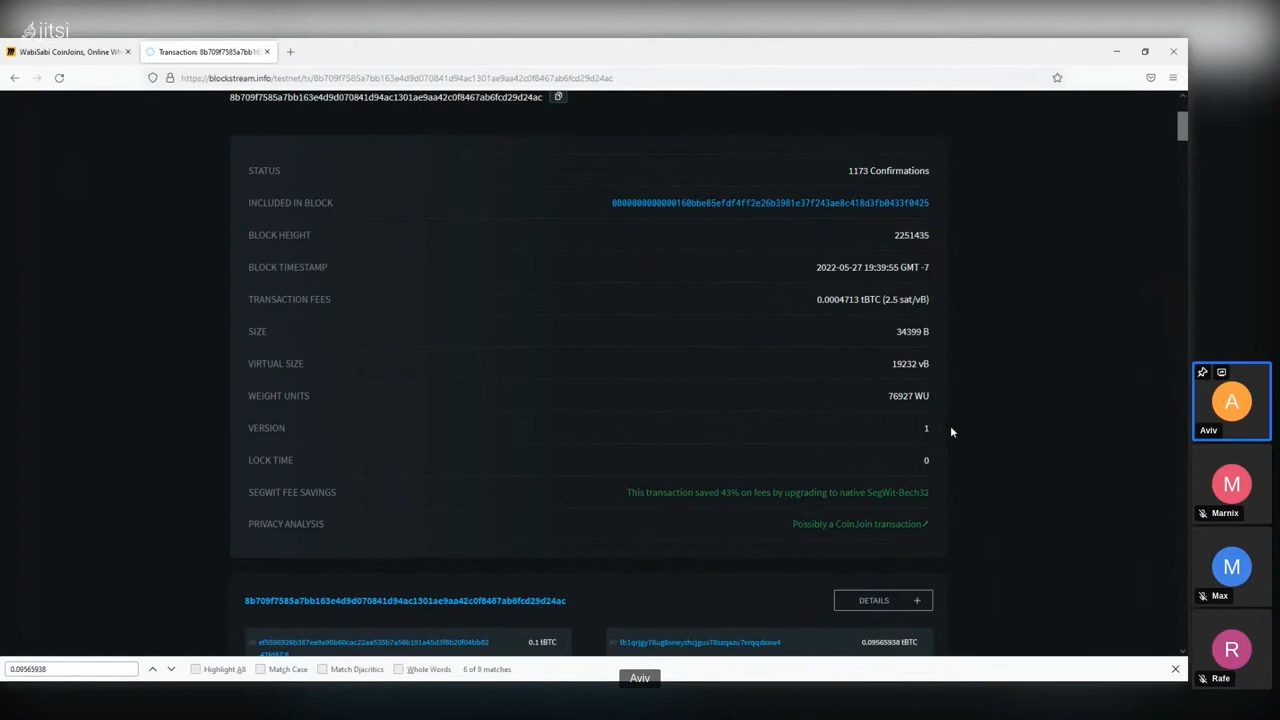 jitsi
WabiSabi CoinJoins, Online Wh
Transaction: 8b709f7585a7bb16
https://blockstream.info/testnet/tx/8b709f7585a7bb163e4d9d070841d94ac1301ae9aa42c0f8467ab6fcd29d24ac
8b709f7585a7bb163e4d9d070841d94ac1301ae9aa42c0f8467ab6fcd29d24ac
STATUS 1173 Confirmations
INCLUDED IN BLOCK 0000000000000160bbe85efdf4ff2e26b3981e37f243ae8c418d3fb0433f0425
BLOCK HEIGHT 2251435
BLOCK TIMESTAMP 2022-05-27 19:39:55 GMT -7
TRANSACTION FEES 0.0004713 tBTC (2.5 sat/vB)
SIZE 34399 B
VIRTUAL SIZE 19232 vB
WEIGHT UNITS 76927 WU
VERSION 1
LOCK TIME 0
SEGWIT FEE SAVINGS This transaction saved 43% on fees by upgrading to native SegWit-Bech32
PRIVACY ANALYSIS Possibly a CoinJoin transaction
8b709f7585a7bb163e4d9d070841d94ac1301ae9aa42c0f8467ab6fcd29d24ac
DETAILS +
0.1 tBTC
0.09565938 tBTC
0.09565938
Highlight All
Match Case
Match Diacritics
Whole Words
6 of 8 matches
Aviv
A
Aviv
M
Marnix
M
Max
R
Rafe